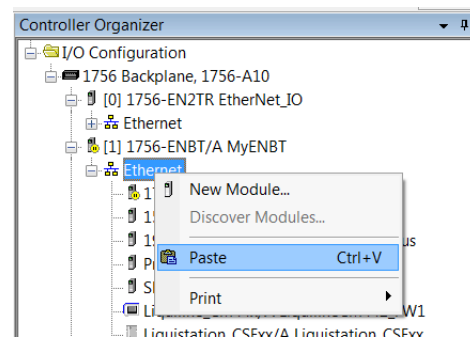 Controller Organizer
I/O Configuration
1756 Backplane, 1756-A10
[0] 1756-EN2TR EtherNet_IO
Ethernet
[1] 1756-ENBT/A MyENBT
Ethernet
New Module...
Discover Modules...
Paste Ctrl+V
Print
Liquistation_CSFxx/A Liquistation_CSFxx